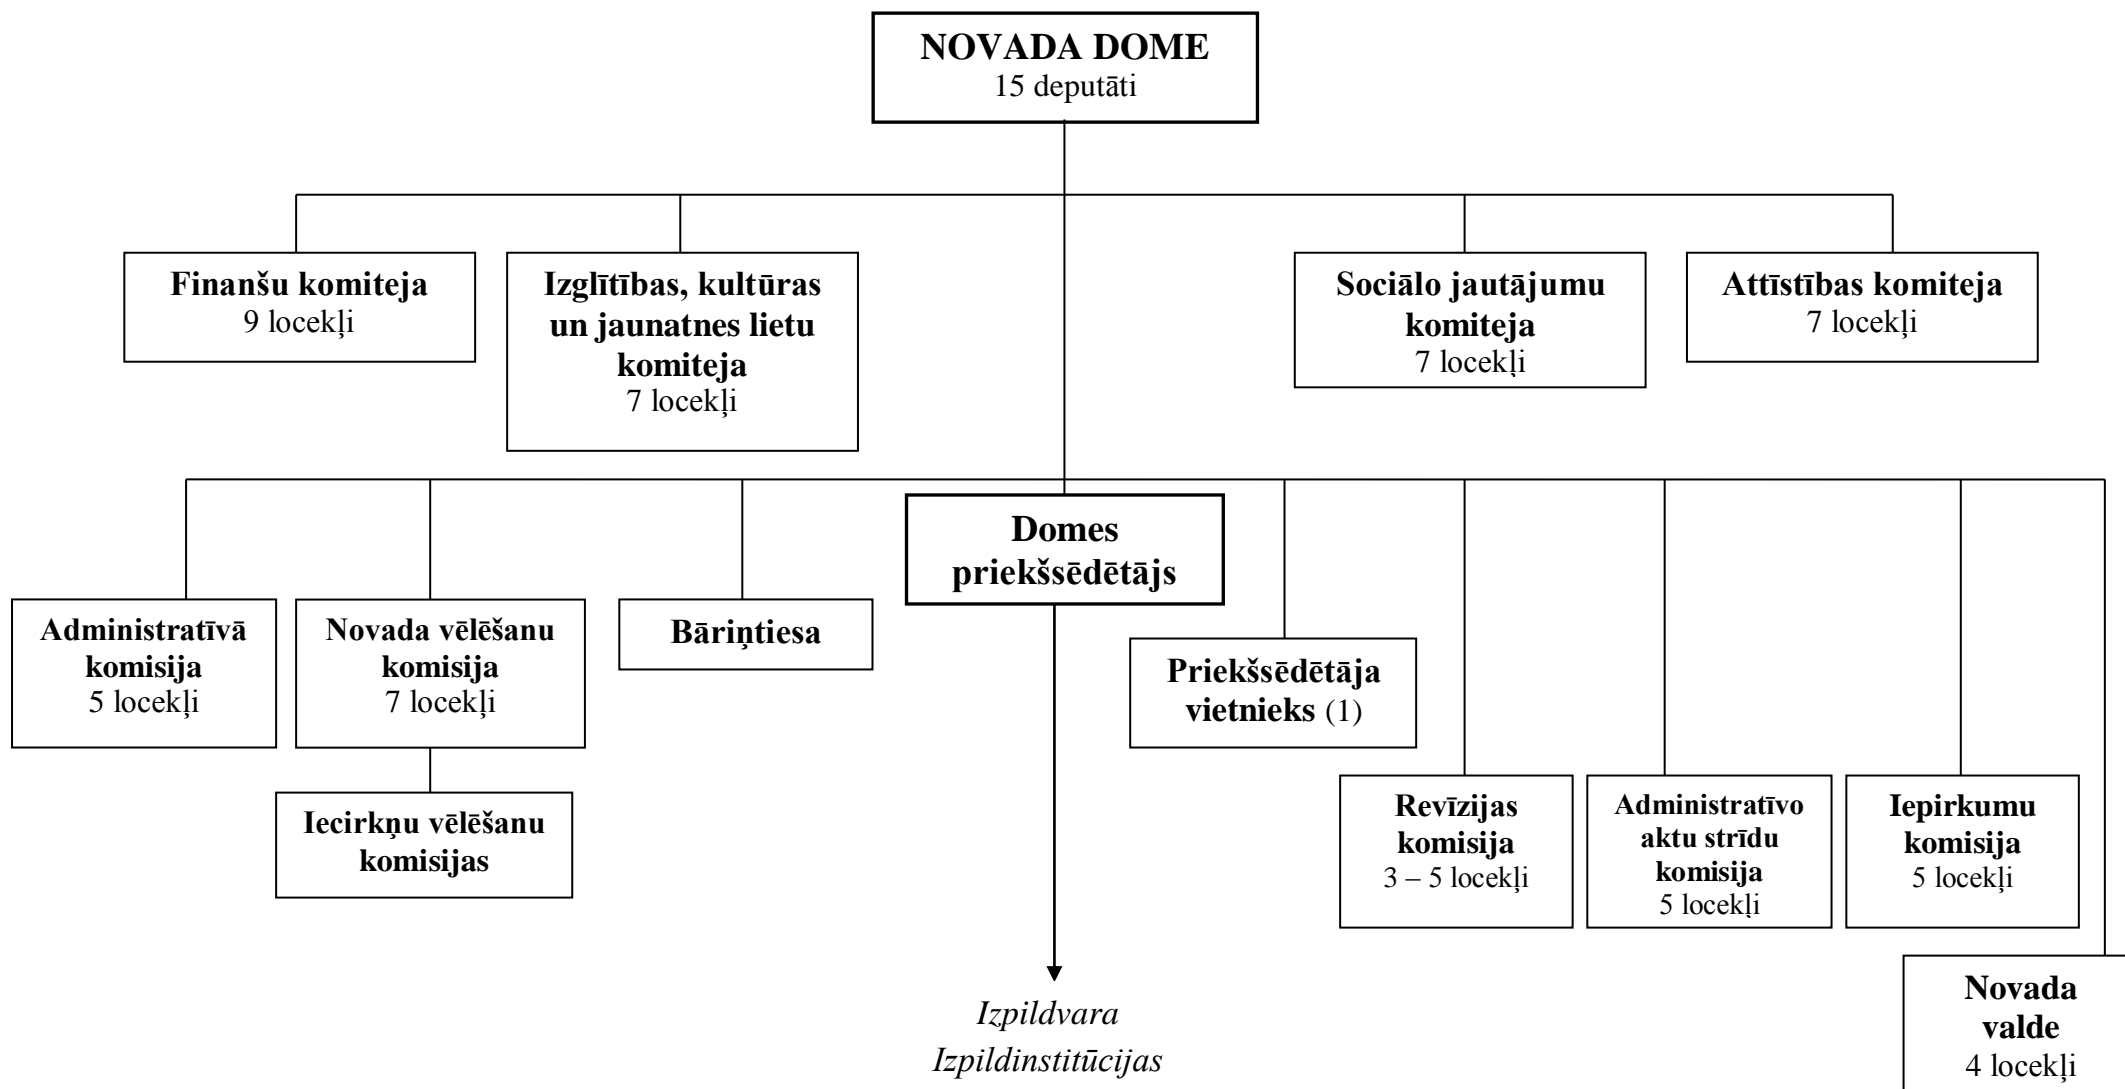 NOVADA DOME
15 deputāti
Finanšu komiteja
9 locekļi
Izglītības, kultūras
un jaunatnes lietu
komiteja
7 locekļi
Sociālo jautājumu
komiteja
7 locekļi
Attīstības komiteja
7 locekļi
Domes
priekšsēdētājs
Administratīvā
komisija
5 locekļi
Novada vēlēšanu
komisija
7 locekļi
Bāriņtiesa
Priekšsēdētāja
vietnieks (1)
Iecirkņu vēlēšanu
komisijas
Revīzijas
komisija
3 – 5 locekļi
Administratīvo
aktu strīdu
komisija
5 locekļi
Iepirkumu
komisija
5 locekļi
Novada
valde
4 locekļi
Izpildvara
Izpildinstitūcijas